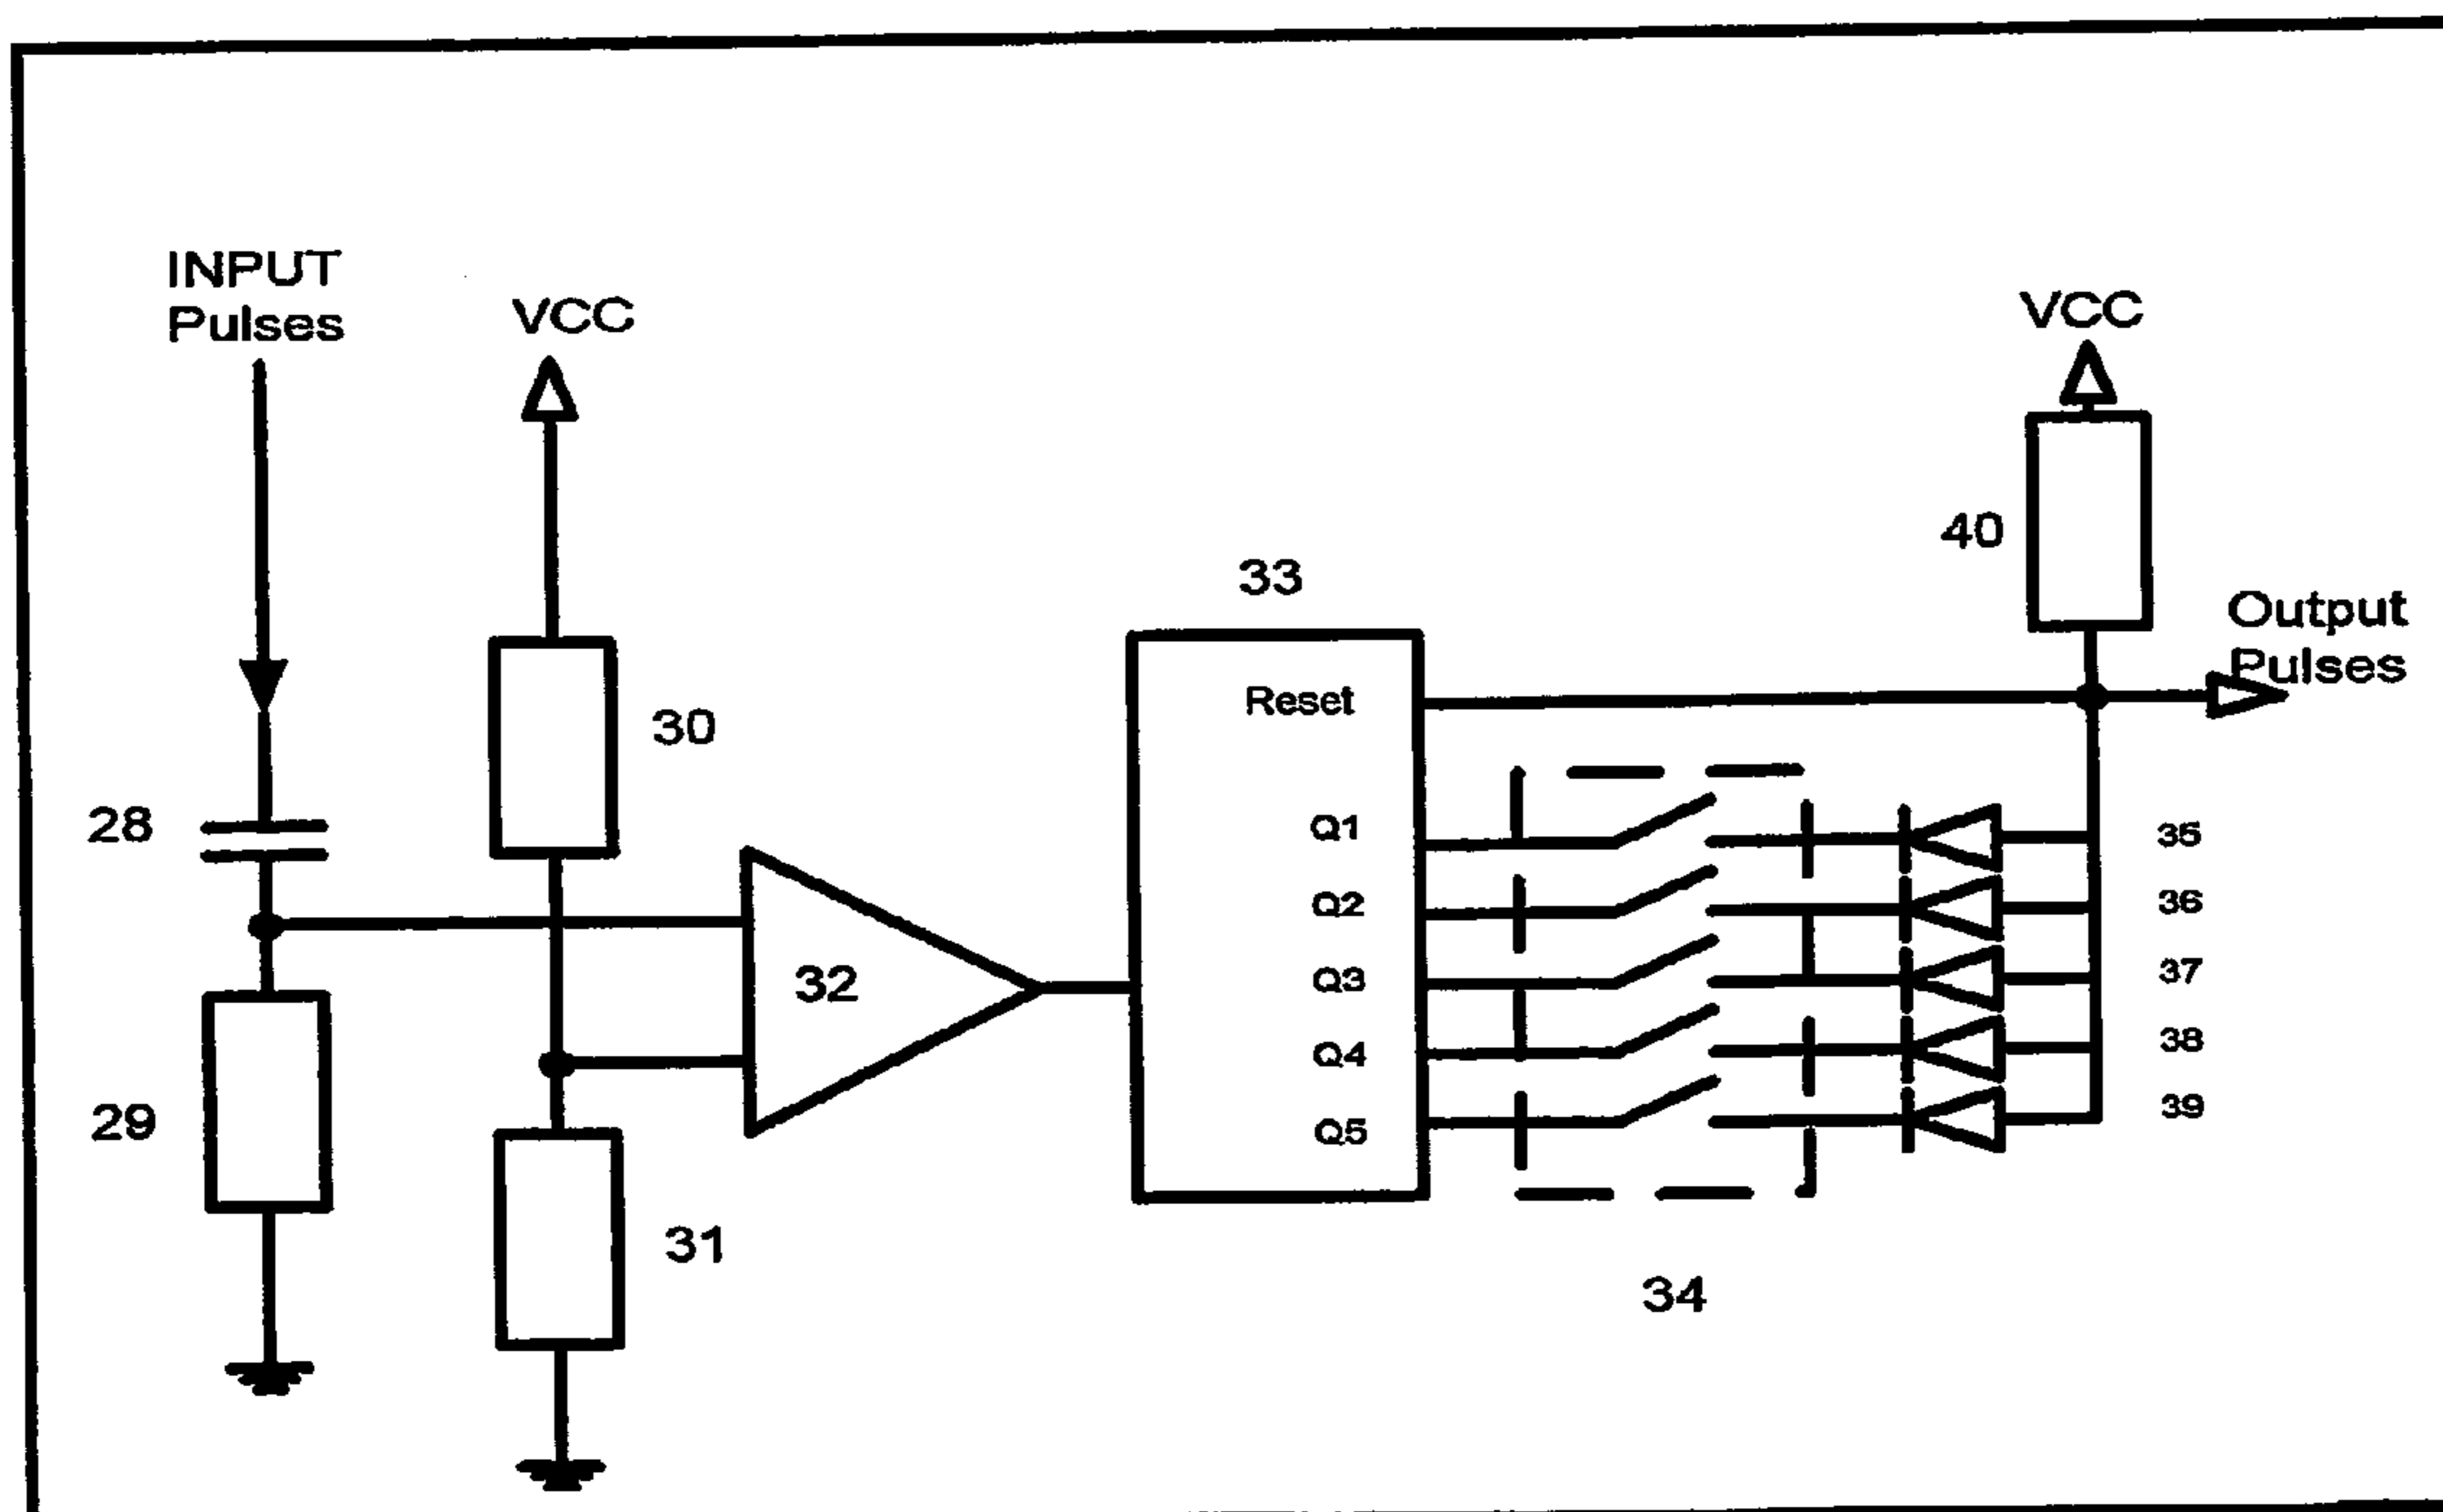 INPUT
Pulses
VCC
VCC
40
Output
Pulses
33
Reset
30
28
Q1
35
Q2
36
32
Q3
37
Q4
38
29
Q5
39
31
34